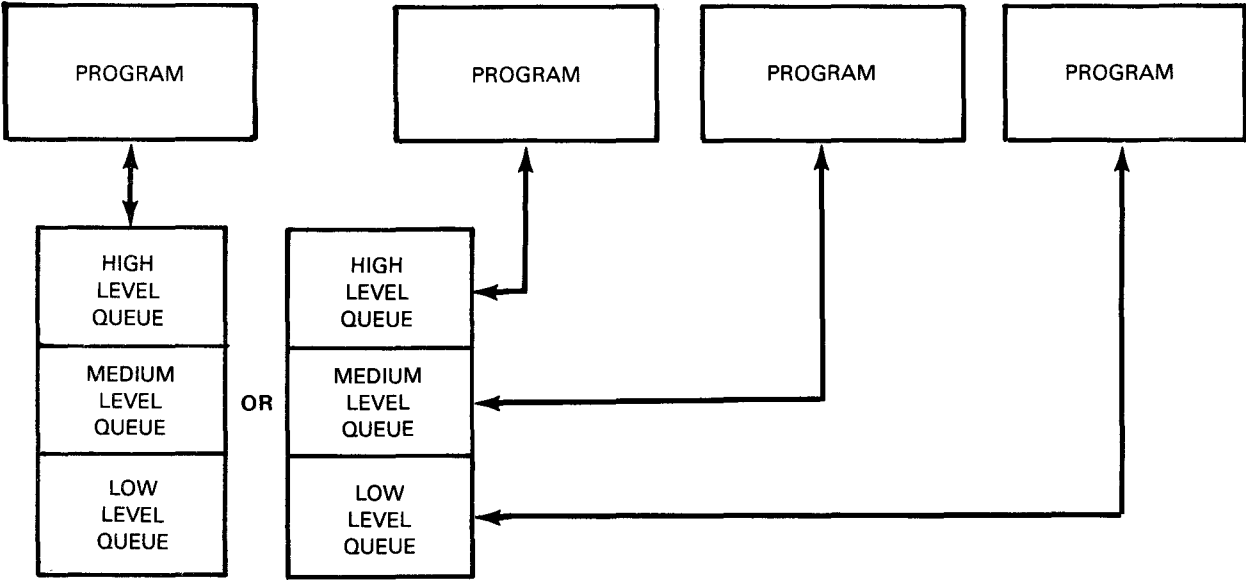 PROGRAM
PROGRAM
PROGRAM
PROGRAM
HIGH
LEVEL
QUEUE
MEDIUM
LEVEL
QUEUE
LOW
LEVEL
QUEUE
OR
HIGH
LEVEL
QUEUE
MEDIUM
LEVEL
QUEUE
LOW
LEVEL
QUEUE